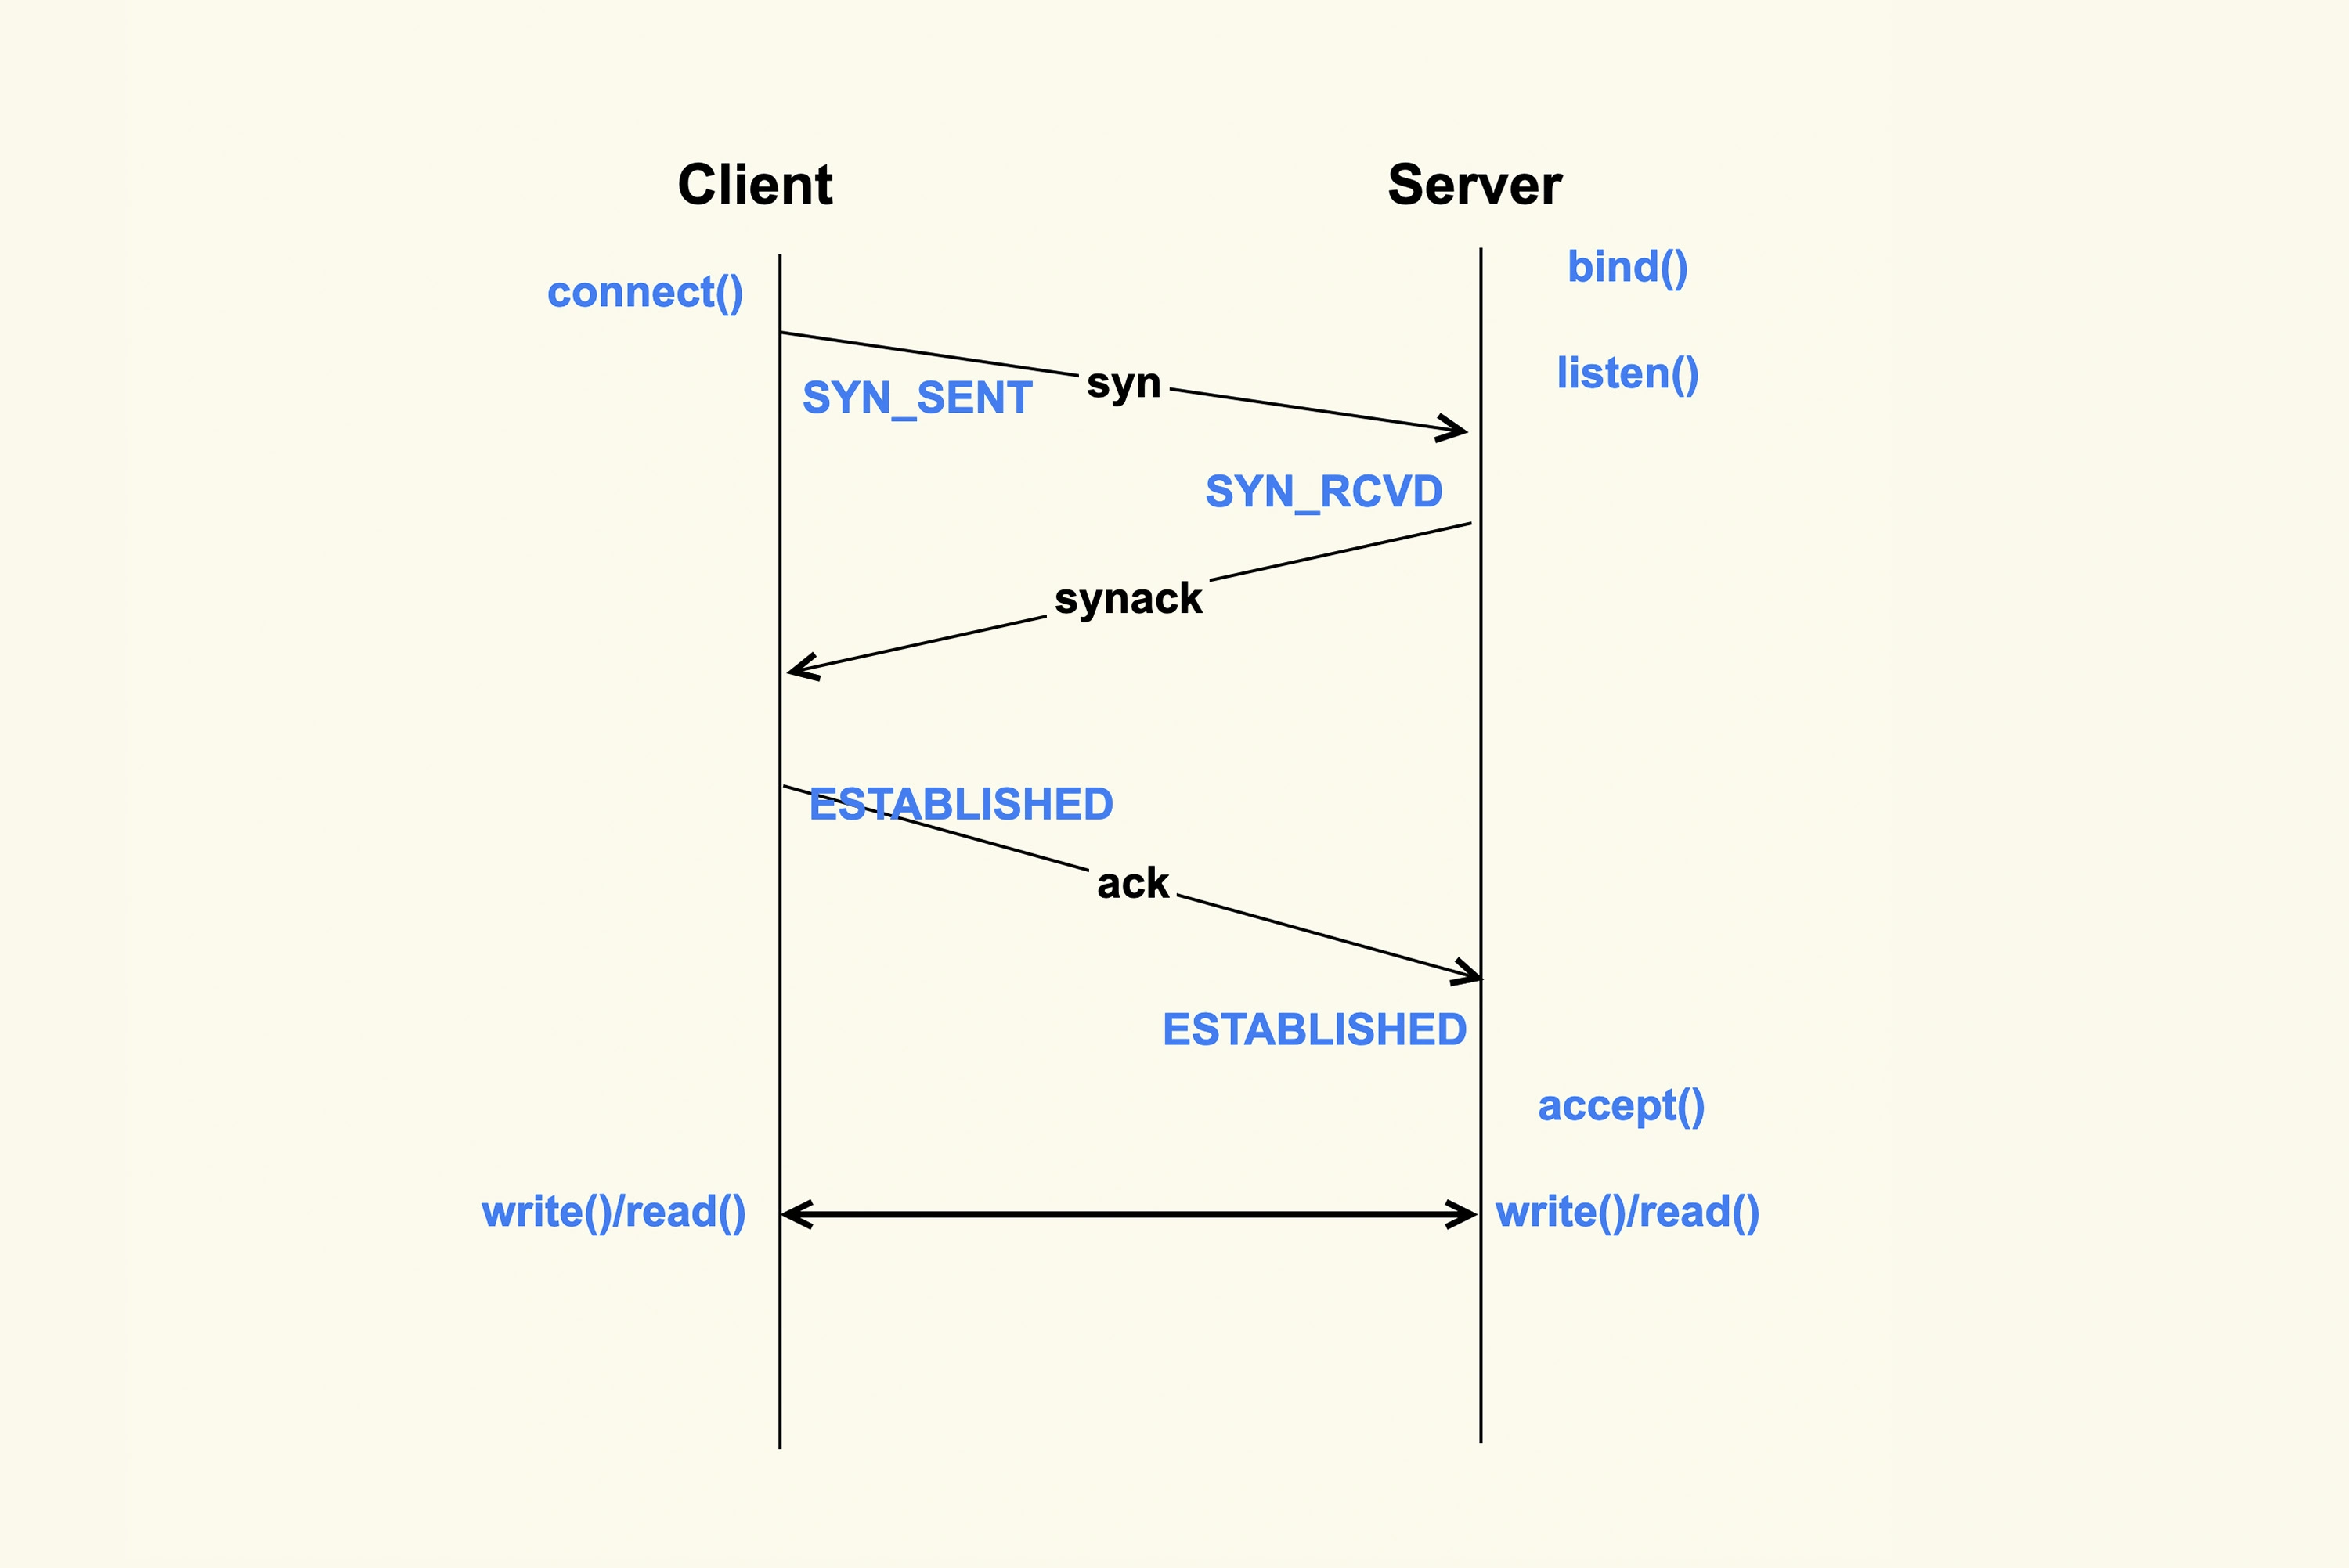 Client
Server
bind()
connect()
listen()
syn
SYN_SENT
SYN_RCVD
synack
ESTABLISHED
ack
ESTABLISHED
accept()
write()/read()
write()/read()